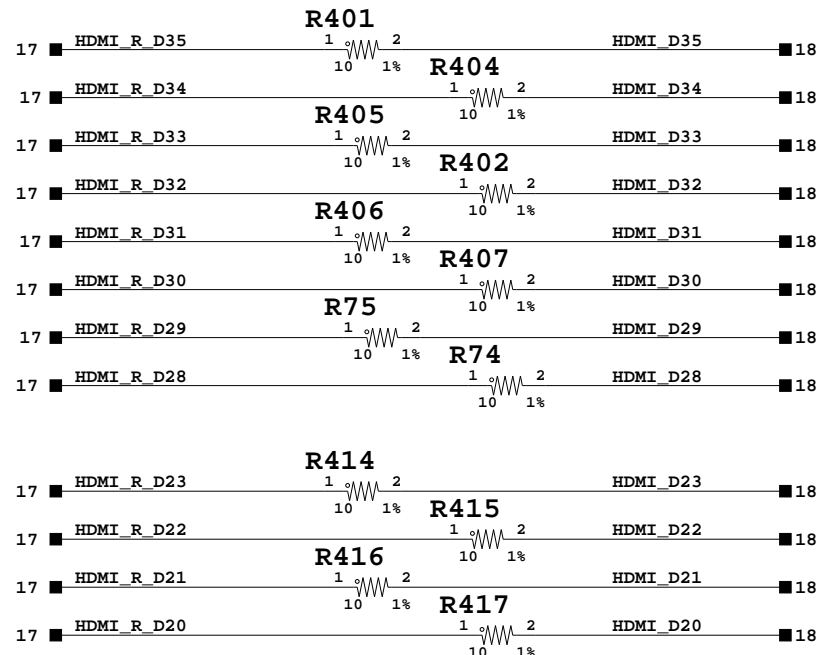 R401
17 HDMI_R_D35 1 2 HDMI_D35 18
10 1%
R404
17 HDMI_R_D34 1 2 HDMI_D34 18
10 1%
R405
17 HDMI_R_D33 1 2 HDMI_D33 18
10 1%
R402
17 HDMI_R_D32 1 2 HDMI_D32 18
10 1%
R406
17 HDMI_R_D31 1 2 HDMI_D31 18
10 1%
R407
17 HDMI_R_D30 1 2 HDMI_D30 18
10 1%
R75
17 HDMI_R_D29 1 2 HDMI_D29 18
10 1%
R74
17 HDMI_R_D28 1 2 HDMI_D28 18
10 1%
R414
17 HDMI_R_D23 1 2 HDMI_D23 18
10 1%
R415
17 HDMI_R_D22 1 2 HDMI_D22 18
10 1%
R416
17 HDMI_R_D21 1 2 HDMI_D21 18
10 1%
R417
17 HDMI_R_D20 1 2 HDMI_D20 18
10 1%